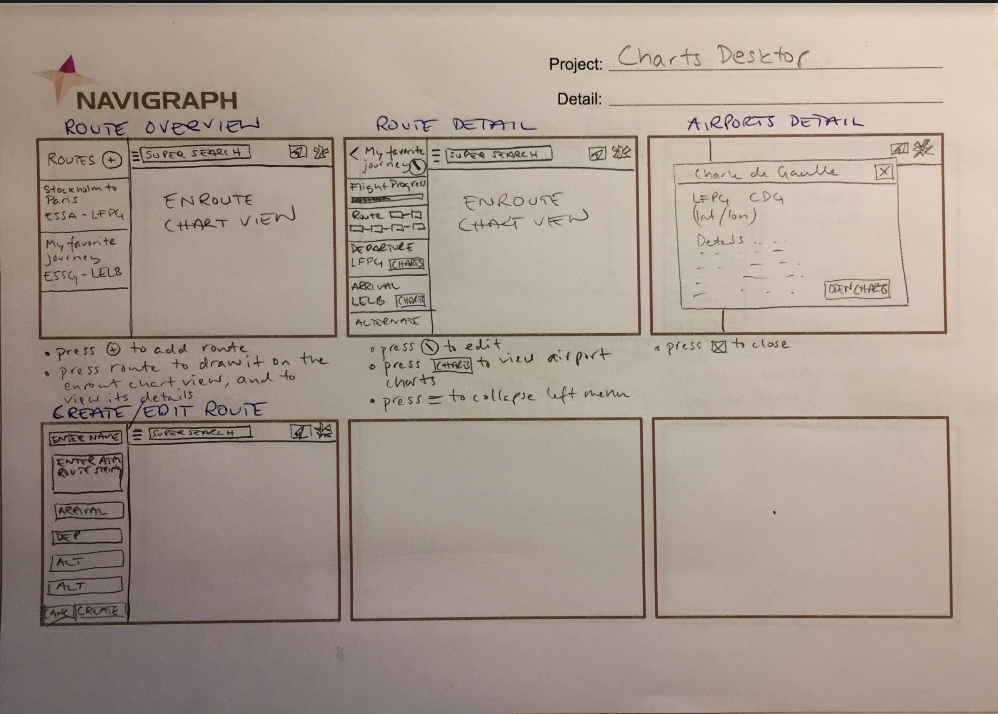 Project: Charts Desktop
NAVIGRAPH
Detail:
ROUTE OVERVIEW
ROUTES +
SUPER SEARCH
Stockholm to
Paris
ESSA - LFPG
My favorite
journey
ESSG - LELB
ENROUTE
CHART VIEW
• press + to add route
• press route to draw it on the
enrout chart view, and to
view its details
ROUTE DETAIL
< My favorite
journey
SUPER SEARCH
Flight Progress
Route
DEPARTURE
LFPG CHARTS
ARRIVAL
LELB CHARTS
ALTERNATE
ENROUTE
CHART VIEW
• press to edit
• press CHARTS to view airport
charts
• press = to collapse left menu
AIRPORTS DETAIL
Charle de Gaulle X
LFPG CDG
(lat/lon)
Details
OPEN CHARTS
• press X to close
CREATE/EDIT ROUTE
ENTER NAME
SUPER SEARCH
ENTER ATM
ROUTE STRING
ARRIVAL
DEP
ALT
ALT
CREATE